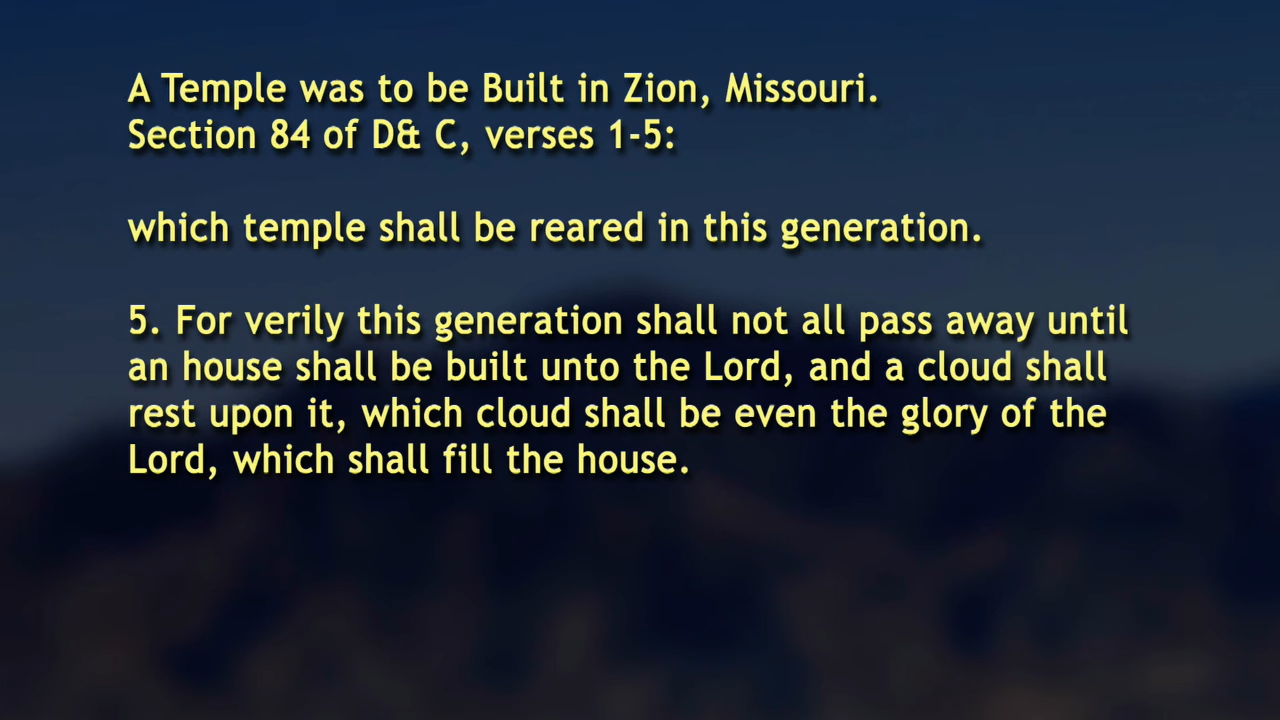 A Temple was to be Built in Zion, Missouri.
Section 84 of D& C, verses 1-5:
which temple shall be reared in this generation.
5. For verily this generation shall not all pass away until
an house shall be built unto the Lord, and a cloud shall
rest upon it, which cloud shall be even the glory of the
Lord, which shall fill the house.